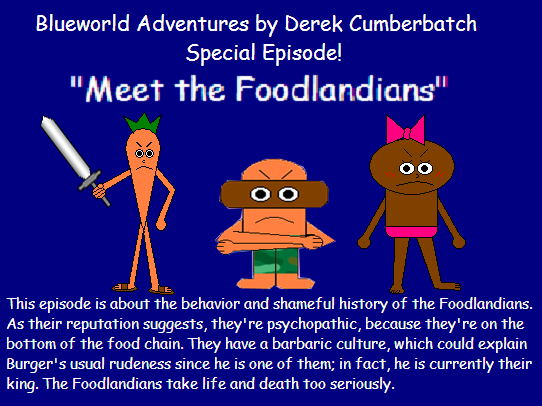 Blueworld Adventures by Derek Cumberbatch
Special Episode!
"Meet the Foodlandians"
This episode is about the behavior and shameful history of the Foodlandians.
As their reputation suggests, they're psychopathic, because they're on the
bottom of the food chain. They have a barbaric culture, which could explain
Burger's usual rudeness since he is one of them; in fact, he is currently their
king. The Foodlandians take life and death too seriously.